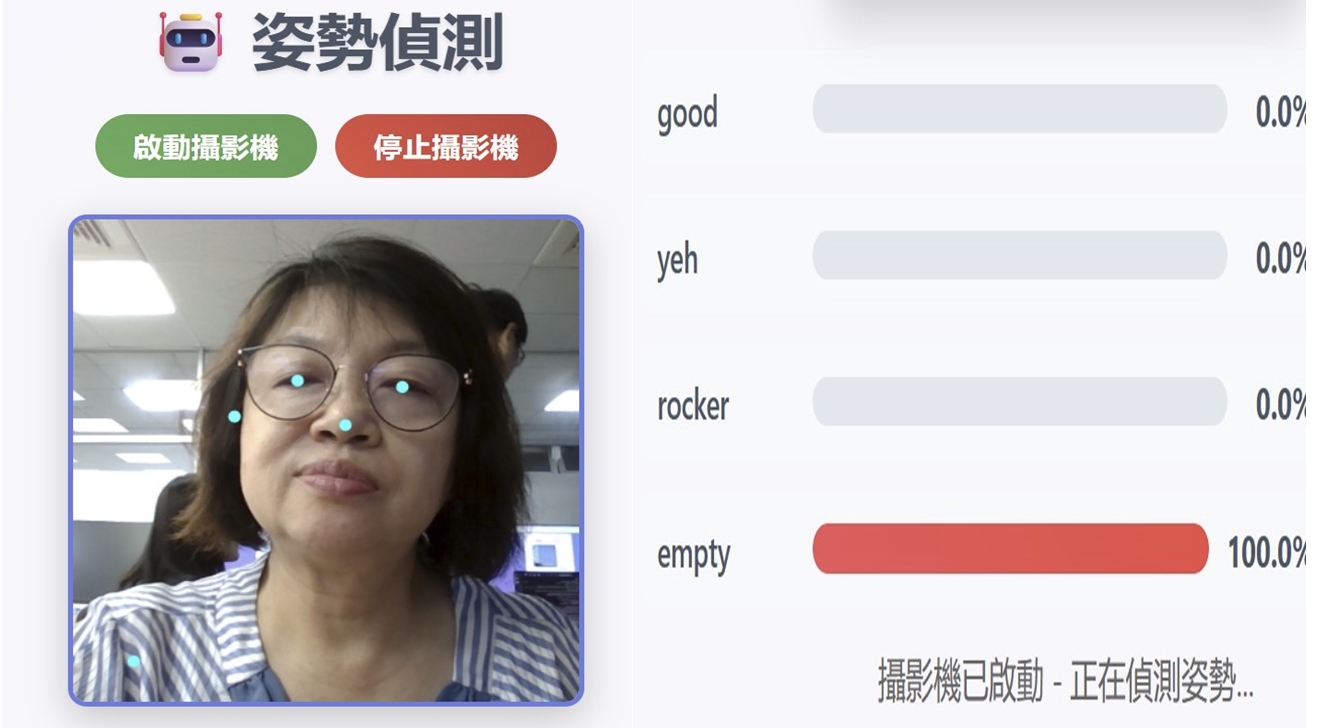 姿勢偵測
啟動攝影機 停止攝影機
good 0.0%
yeh 0.0%
rocker 0.0%
empty 100.0%
攝影機已啟動 - 正在偵測姿勢...